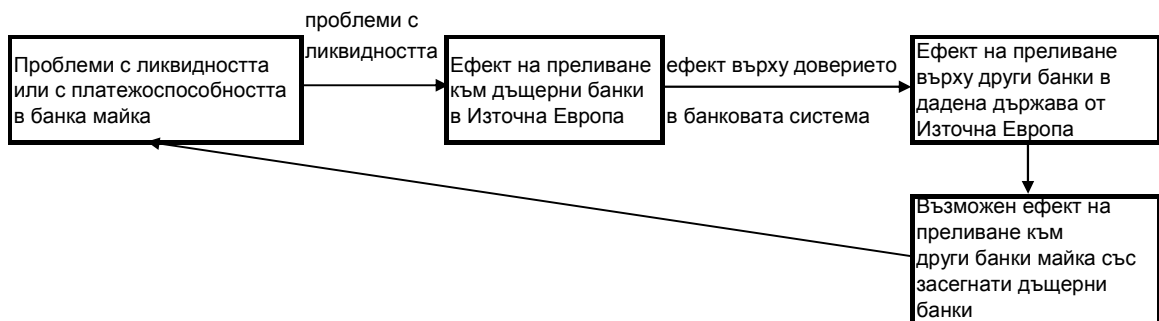 проблеми с
ликвидността
Проблеми с ликвидността
или с платежоспособността
в банка майка
Ефект на преливане
към дъщерни банки
в Източна Европа
ефект върху доверието
в банковата система
Ефект на преливане
върху други банки в
дадена държава от
Източна Европа
Възможен ефект на
преливане към
други банки майка със
засегнати дъщерни
банки